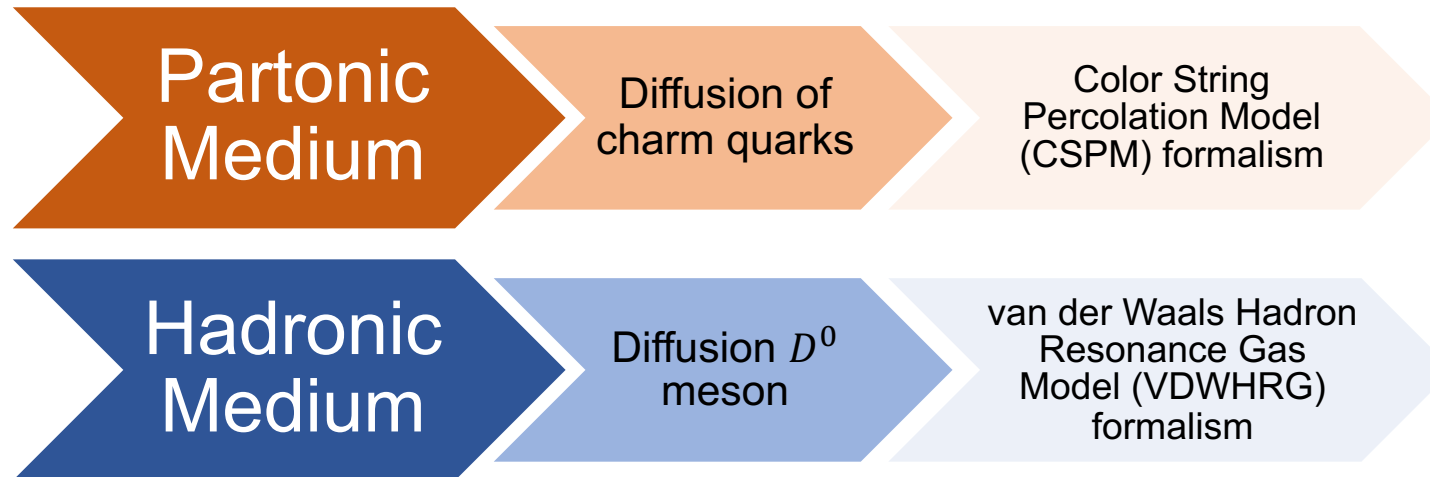 Partonic
Medium
Diffusion of
charm quarks
Color String
Percolation Model
(CSPM) formalism
Hadronic
Medium
Diffusion 𝐷⁰
meson
van der Waals Hadron
Resonance Gas
Model (VDWHRG)
formalism